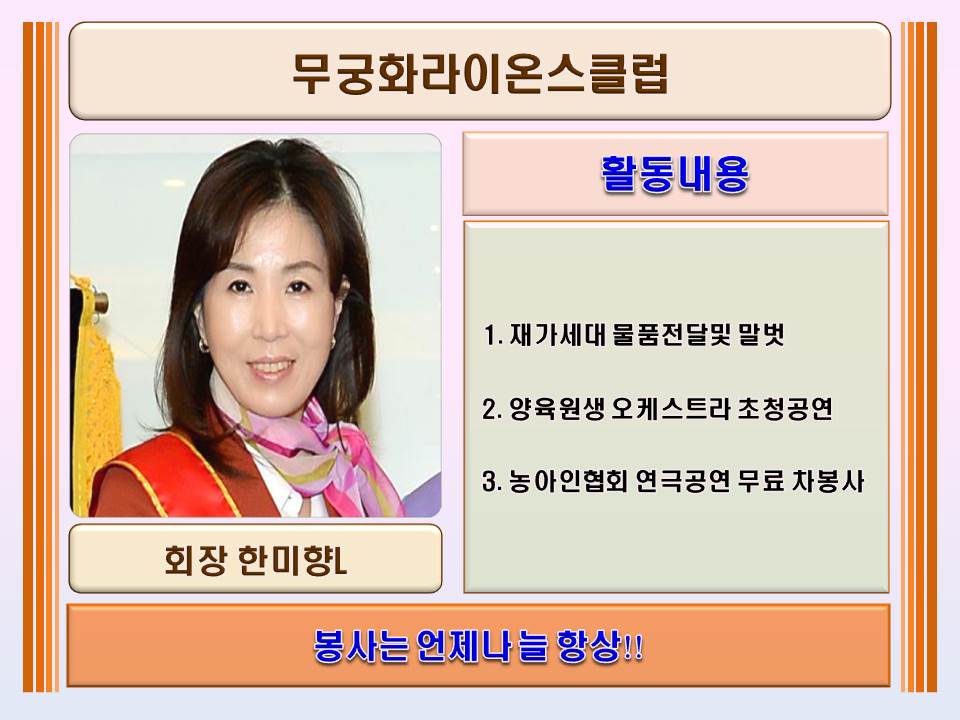 무궁화라이온스클럽
활동내용
1. 재가세대 물품전달및 말벗
2. 양육원생 오케스트라 초청공연
3. 농아인협회 연극공연 무료 차봉사
회장 한미향L
봉사는 언제나 늘 항상!!